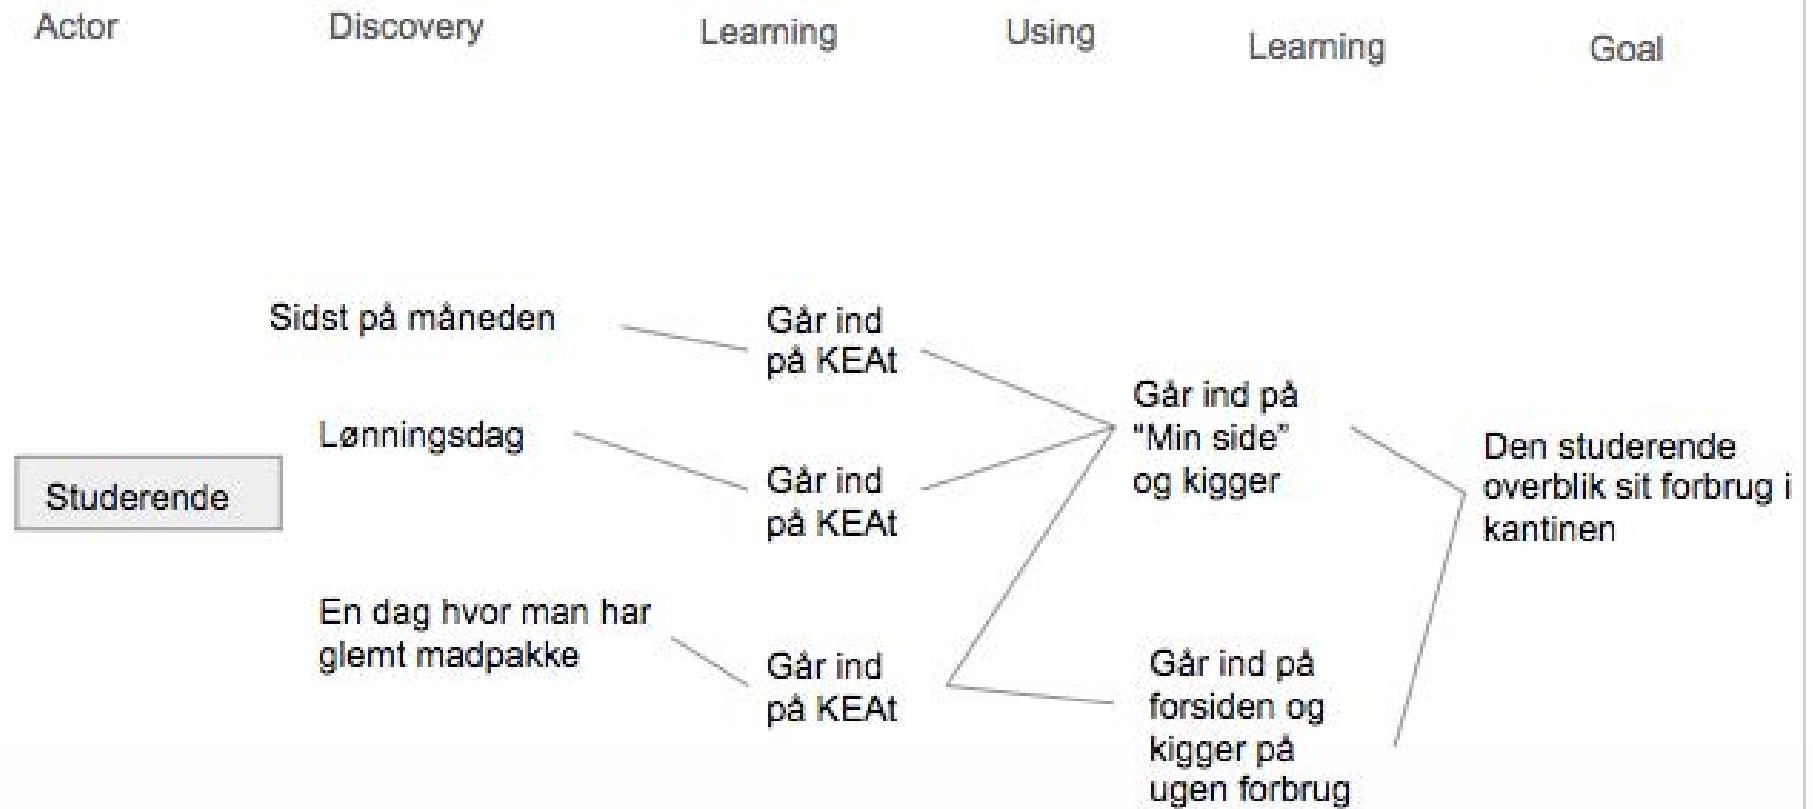 Actor
Discovery
Learning
Using
Learning
Goal
Sidst på måneden
Går ind
på KEAt
Lønningsdag
Går ind
på KEAt
Går ind på
“Min side”
og kigger
Den studerende
overblik sit forbrug i
kantinen
Studerende
En dag hvor man har
glemt madpakke
Går ind
på KEAt
Går ind på
forsiden og
kigger på
ugen forbrug